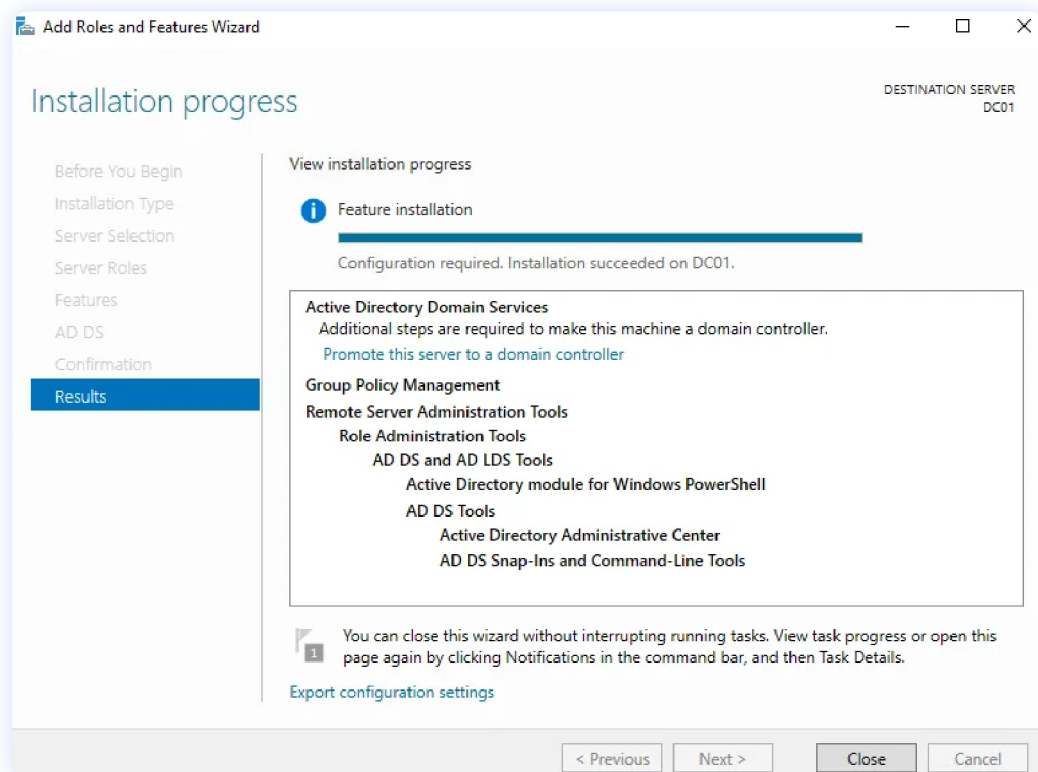 Add Roles and Features Wizard
Installation progress
DESTINATION SERVER
DC01
Before You Begin
Installation Type
Server Selection
Server Roles
Features
AD DS
Confirmation
Results
View installation progress
Feature installation
Configuration required. Installation succeeded on DC01.
Active Directory Domain Services
Additional steps are required to make this machine a domain controller.
Promote this server to a domain controller
Group Policy Management
Remote Server Administration Tools
Role Administration Tools
AD DS and AD LDS Tools
Active Directory module for Windows PowerShell
AD DS Tools
Active Directory Administrative Center
AD DS Snap-Ins and Command-Line Tools
1
You can close this wizard without interrupting running tasks. View task progress or open this
page again by clicking Notifications in the command bar, and then Task Details.
Export configuration settings
< Previous
Next >
Close
Cancel